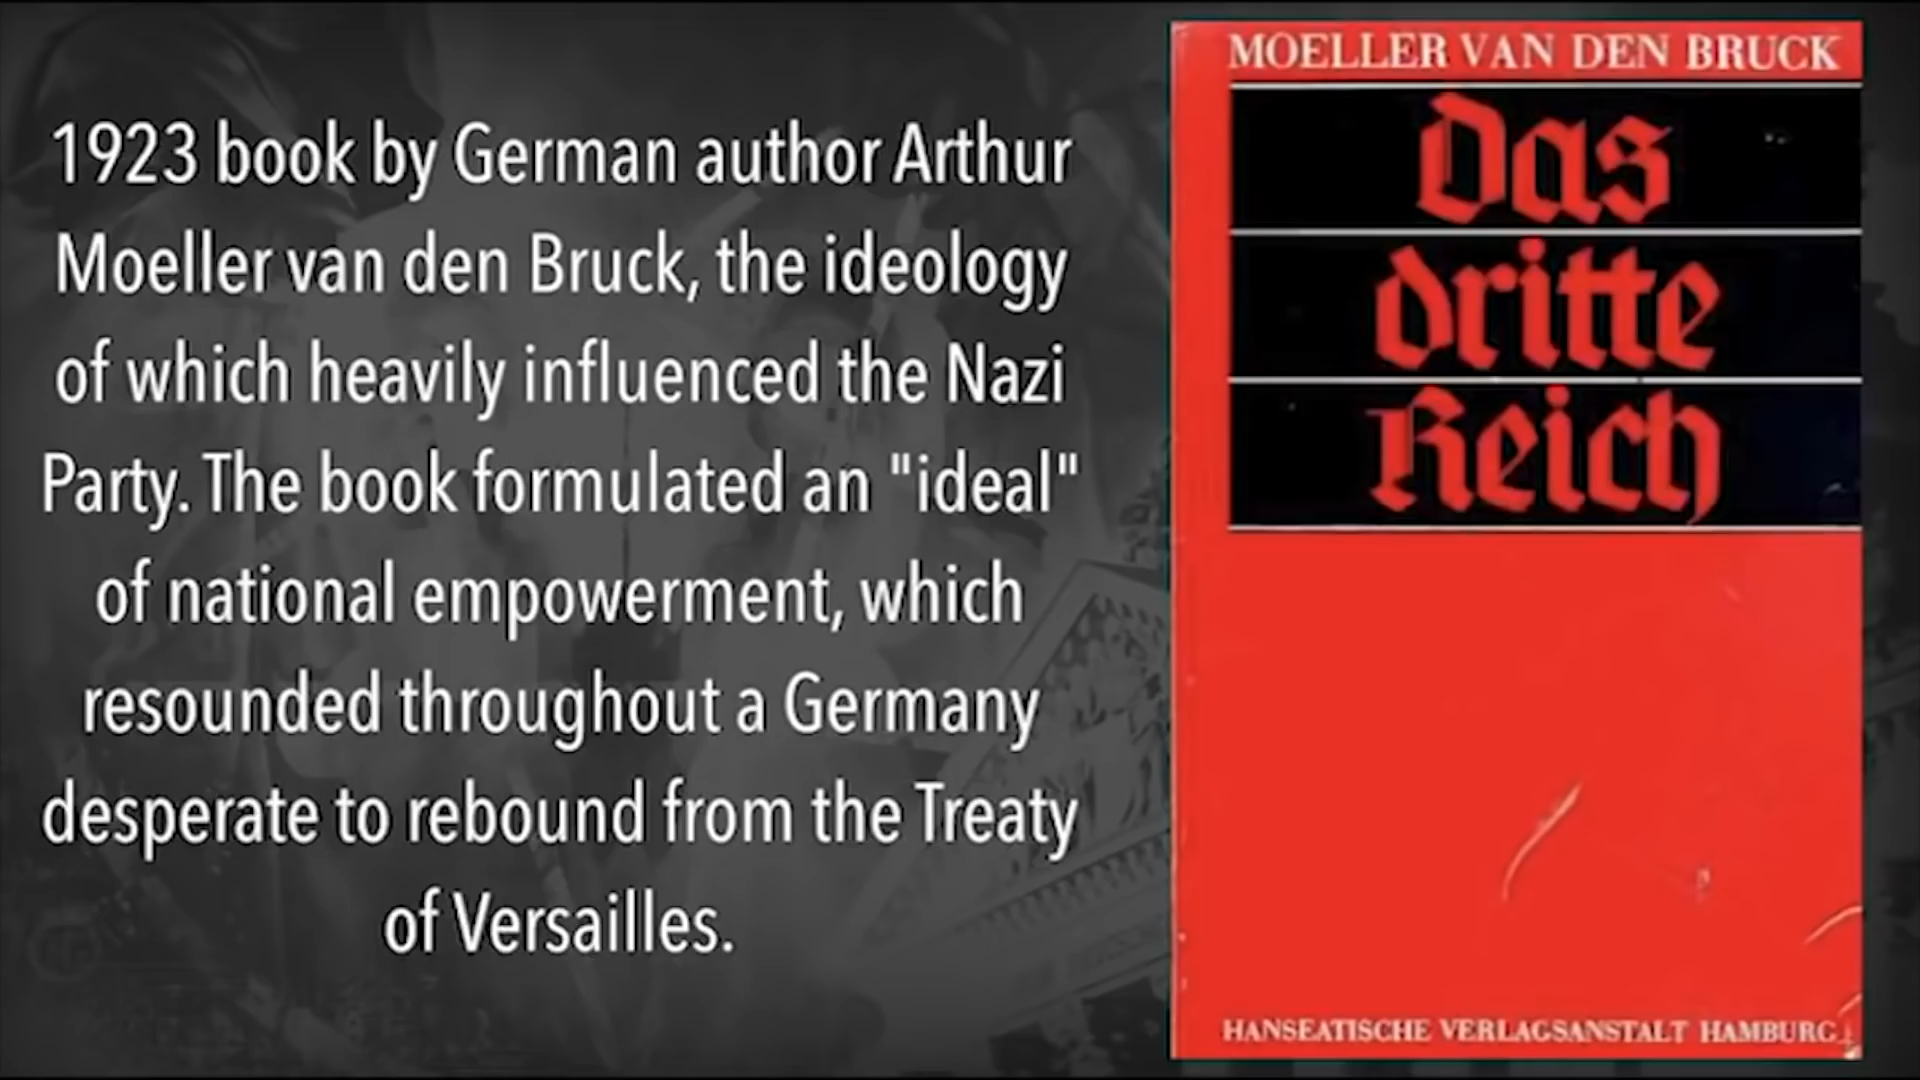 1923 book by German author Arthur
Moeller van den Bruck, the ideology
of which heavily influenced the Nazi
Party. The book formulated an "ideal"
of national empowerment, which
resounded throughout a Germany
desperate to rebound from the Treaty
of Versailles.
MOELLER VAN DEN BRUCK
Das
dritte
Reich
HANSEATISCHE VERLAGSANSTALT HAMBURG